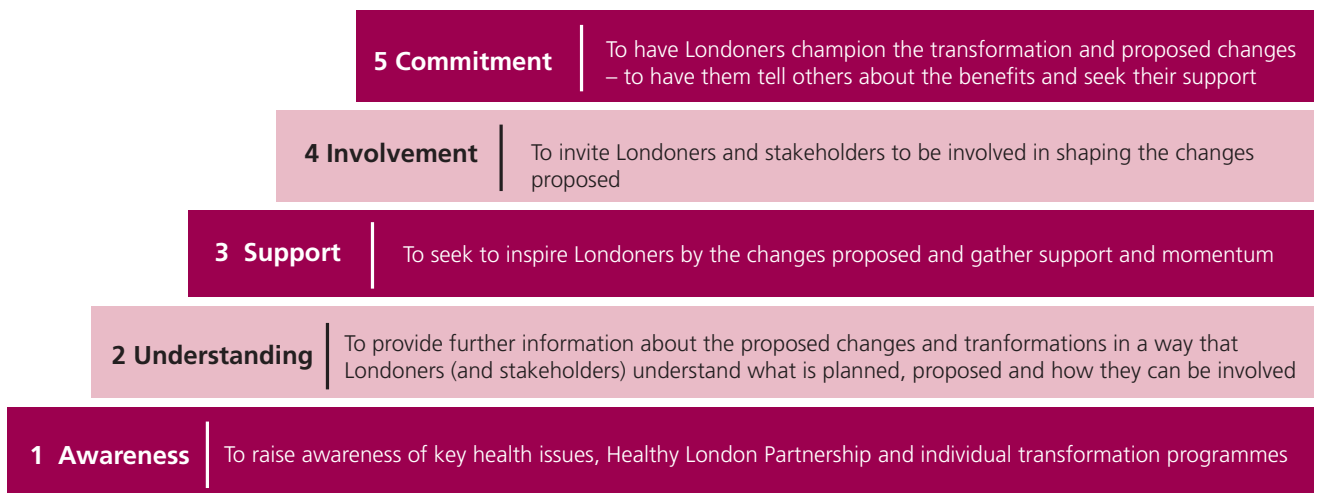 5 Commitment
To have Londoners champion the transformation and proposed changes
– to have them tell others about the benefits and seek their support
4 Involvement
To invite Londoners and stakeholders to be involved in shaping the changes
proposed
3 Support
To seek to inspire Londoners by the changes proposed and gather support and momentum
2 Understanding
To provide further information about the proposed changes and tranformations in a way that
Londoners (and stakeholders) understand what is planned, proposed and how they can be involved
1 Awareness
To raise awareness of key health issues, Healthy London Partnership and individual transformation programmes